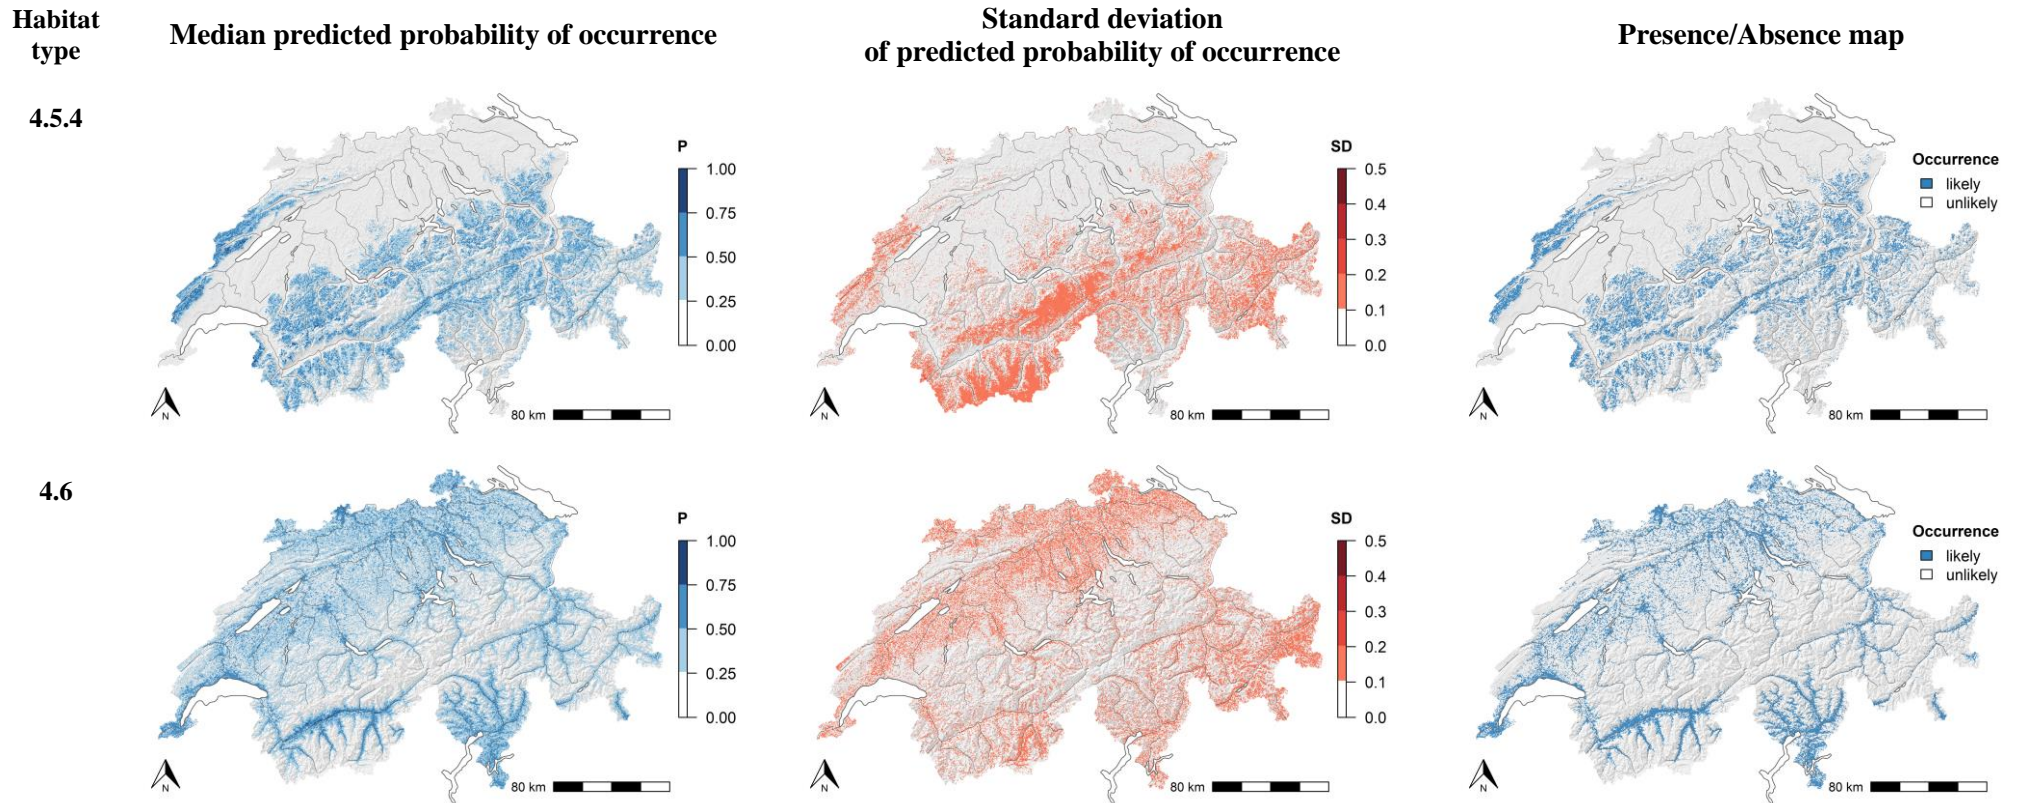 Habitat
type
Median predicted probability of occurrence
Standard deviation
of predicted probability of occurrence
Presence/Absence map
4.5.4
P
1.00
0.75
0.50
0.25
0.00
N
80 km
SD
0.5
0.4
0.3
0.2
0.1
0.0
N
80 km
Occurrence
likely
unlikely
N
80 km
4.6
P
1.00
0.75
0.50
0.25
0.00
N
80 km
SD
0.5
0.4
0.3
0.2
0.1
0.0
N
80 km
Occurrence
likely
unlikely
N
80 km